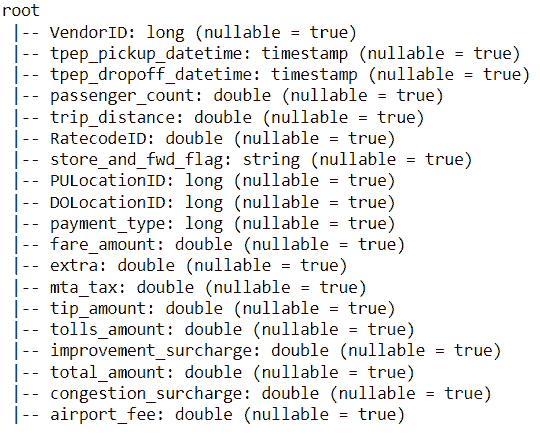 root
 |-- VendorID: long (nullable = true)
 |-- tpep_pickup_datetime: timestamp (nullable = true)
 |-- tpep_dropoff_datetime: timestamp (nullable = true)
 |-- passenger_count: double (nullable = true)
 |-- trip_distance: double (nullable = true)
 |-- RatecodeID: double (nullable = true)
 |-- store_and_fwd_flag: string (nullable = true)
 |-- PULocationID: long (nullable = true)
 |-- DOLocationID: long (nullable = true)
 |-- payment_type: long (nullable = true)
 |-- fare_amount: double (nullable = true)
 |-- extra: double (nullable = true)
 |-- mta_tax: double (nullable = true)
 |-- tip_amount: double (nullable = true)
 |-- tolls_amount: double (nullable = true)
 |-- improvement_surcharge: double (nullable = true)
 |-- total_amount: double (nullable = true)
 |-- congestion_surcharge: double (nullable = true)
 |-- airport_fee: double (nullable = true)